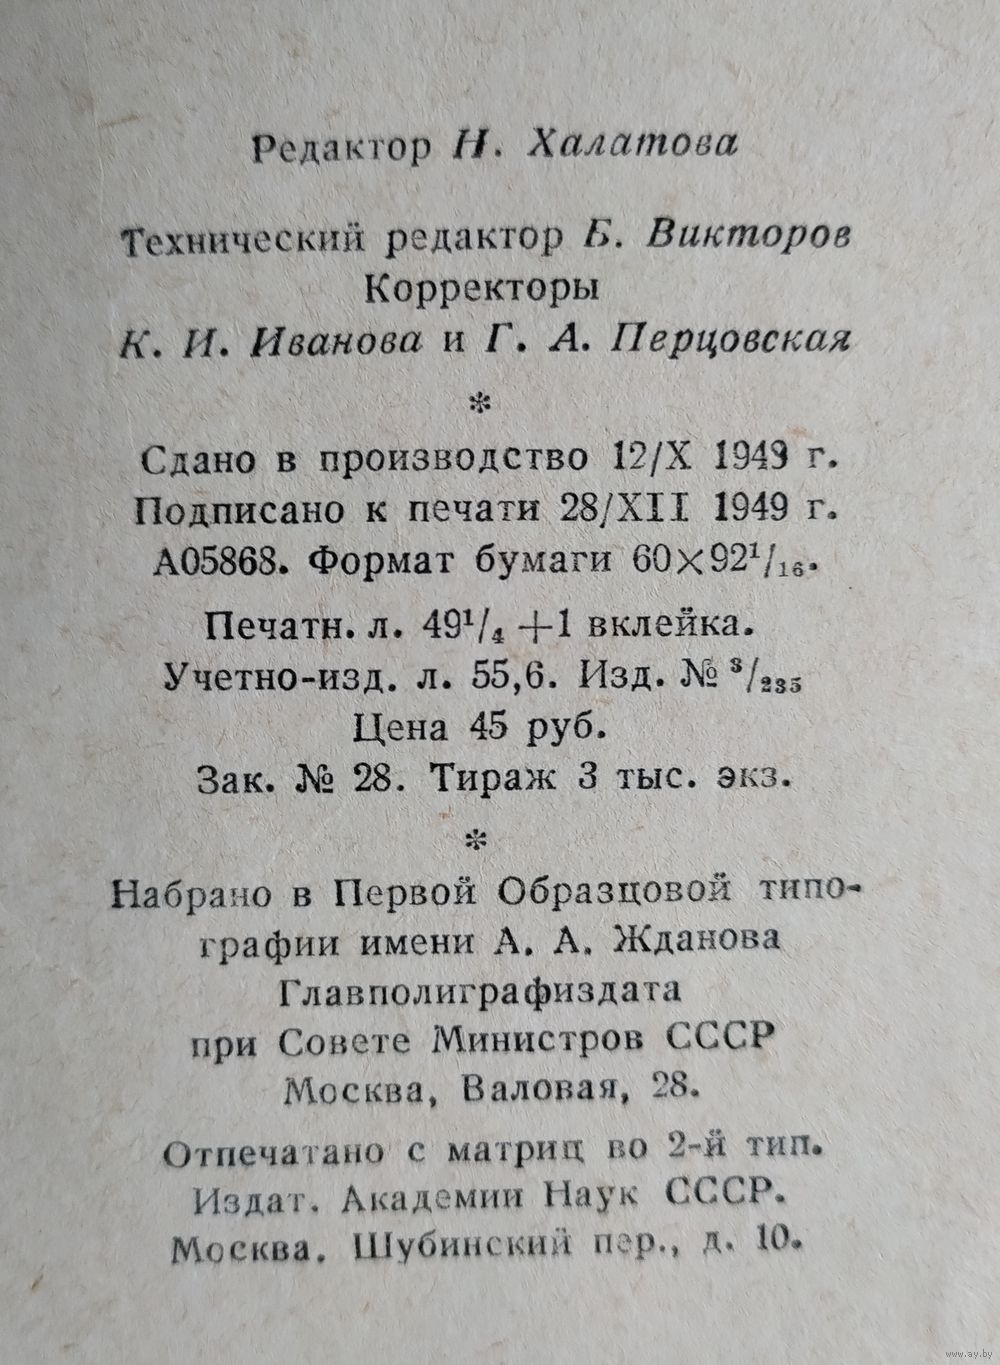 Редактор Н. Халатова
Технический редактор Б. Викторов
Корректоры
К. И. Иванова и Г. А. Перцовская
*
Сдано в производство 12/X 1949 г.
Подписано к печати 28/XII 1949 г.
А05868. Формат бумаги 60×92¹/₁₆.
Печатн. л. 49¹/₄ +1 вклейка.
Учетно-изд. л. 55,6. Изд. № ³/₂₃₅
Цена 45 руб.
Зак. № 28. Тираж 3 тыс. экз.
*
Набрано в Первой Образцовой типо-
графии имени А. А. Жданова
Главполиграфиздата
при Совете Министров СССР
Москва, Валовая, 28.
Отпечатано с матриц во 2-й тип.
Издат. Академии Наук СССР.
Москва. Шубинский пер., д. 10.
www.ay.by